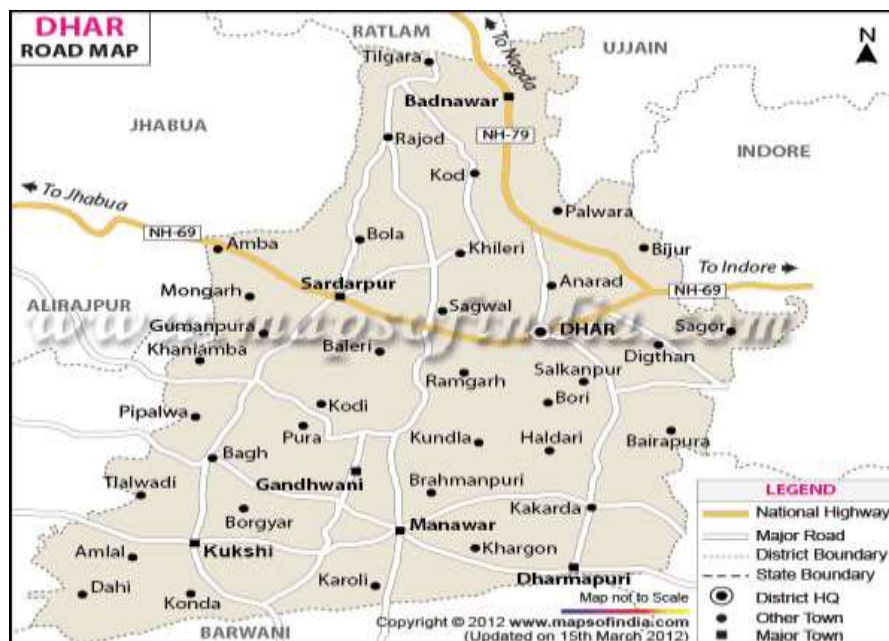 DHAR
ROAD MAP
RATLAM
To Nagda
UJJAIN
N
Tilgara
Badnawar
JHABUA
Rajod
NH-79
INDORE
Kod
To Jhabua
Palwara
NH-69
Amba
Bola
Khileri
Bijur
To Indore
Mongarh
Sardarpur
Anarad
NH-69
ALIRAJPUR
Sagwal
www.mapsofindia.com
Gumanpura
DHAR
Sagor
Khanlamba
Baleri
Digthan
Ramgarh
Salkanpur
Pipalwa
Kodi
Bori
Pura
Kundla
Haldari
Bairapura
Bagh
Gandhwani
Tlalwadi
Brahmanpuri
Borgyar
Kakarda
Manawar
Amlal
Kukshi
Khargon
Dahi
Karoli
Dharmapuri
Konda
BARWANI
LEGEND
National Highway
Major Road
District Boundary
State Boundary
District HQ
Other Town
Major Town
Map not to Scale
Copyright © 2012 www.mapsofindia.com
(Updated on 15th March 2012)